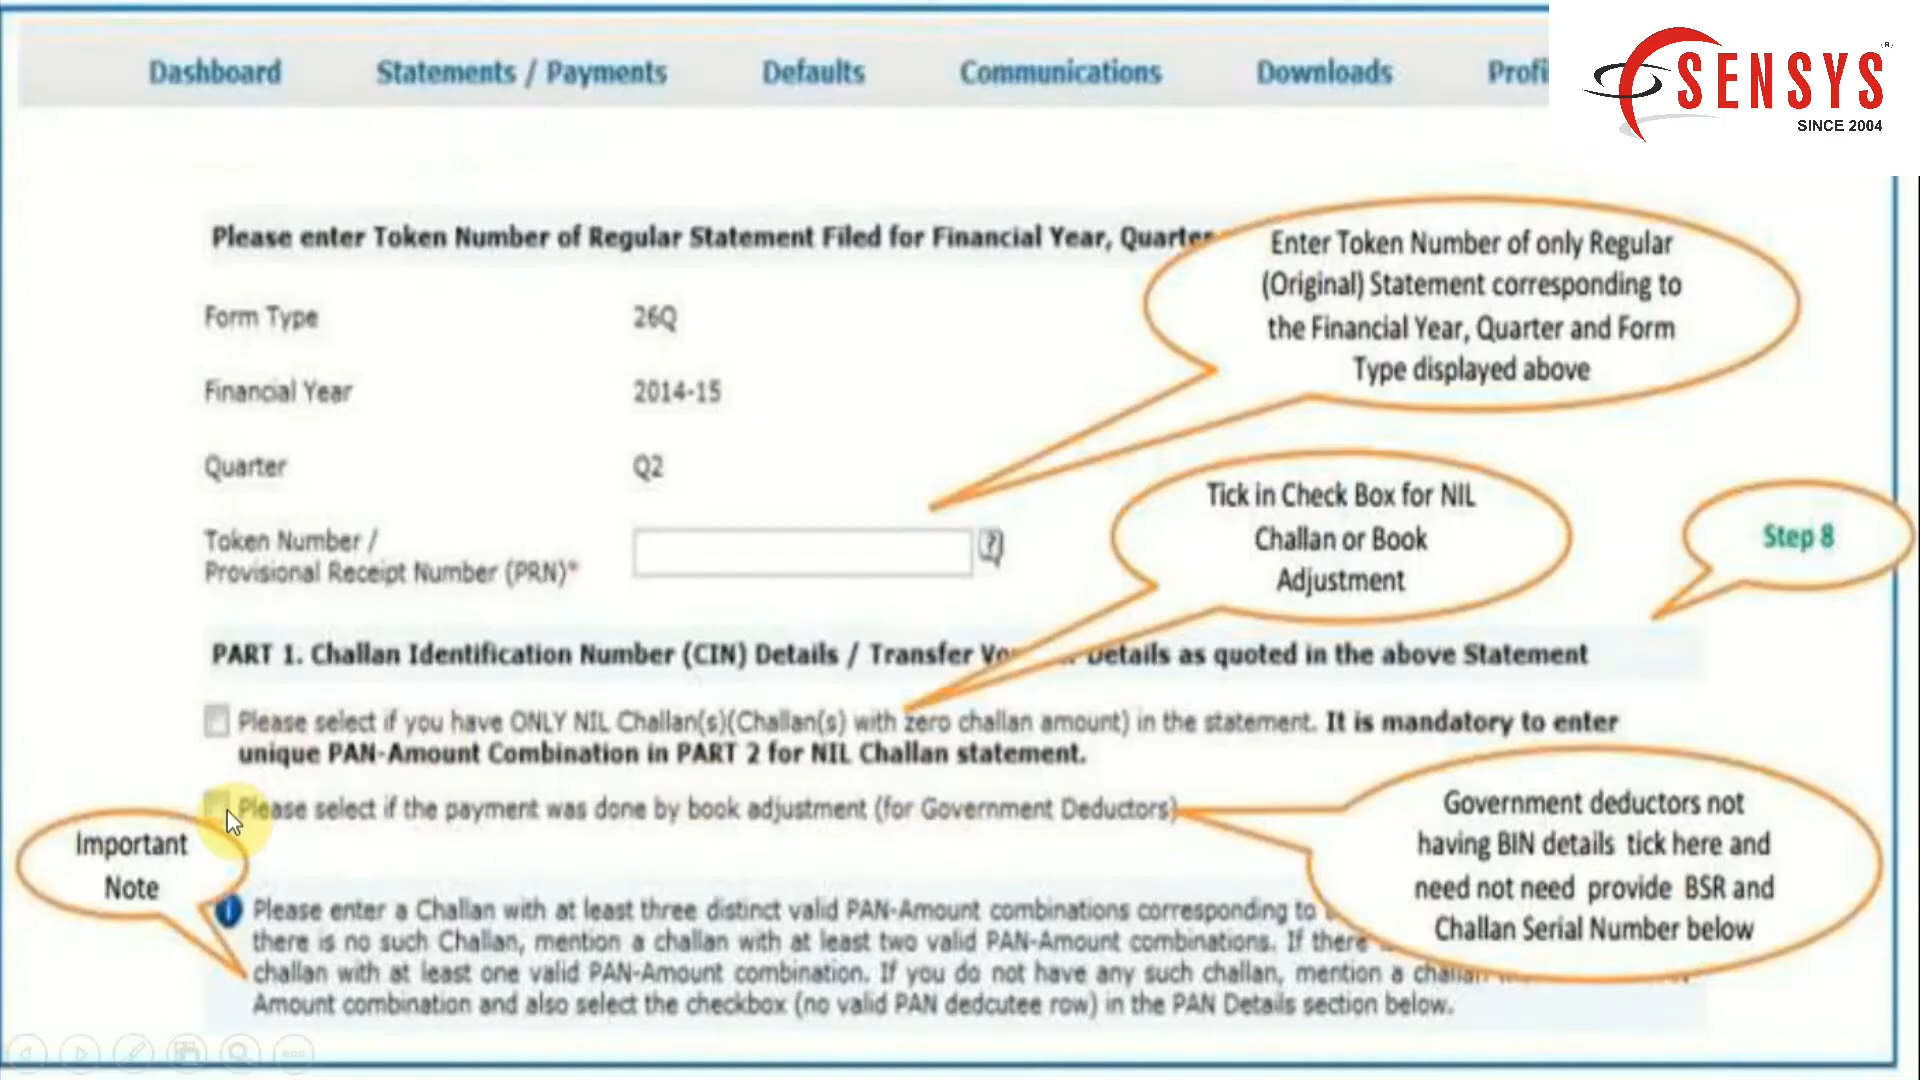 Dashboard Statements / Payments Defaults Communications Downloads Profi
SENSYS
SINCE 2004
Please enter Token Number of Regular Statement Filed for Financial Year, Quarter
Enter Token Number of only Regular
(Original) Statement corresponding to
the Financial Year, Quarter and Form
Type displayed above
Form Type 26Q
Financial Year 2014-15
Quarter Q2
Token Number /
Provisional Receipt Number (PRN)*
Tick in Check Box for NIL
Challan or Book
Adjustment
Step 8
PART 1. Challan Identification Number (CIN) Details / Transfer Details as quoted in the above Statement
Please select if you have ONLY NIL Challan(s)(Challan(s) with zero challan amount) in the statement. It is mandatory to enter
unique PAN-Amount Combination in PART 2 for NIL Challan statement.
Please select if the payment was done by book adjustment (for Government Deductors)
Government deductors not
having BIN details tick here and
need not need provide BSR and
Challan Serial Number below
Important
Note
Please enter a Challan with at least three distinct valid PAN-Amount combinations corresponding to
there is no such Challan, mention a challan with at least two valid PAN-Amount combinations. If there
challan with at least one valid PAN-Amount combination. If you do not have any such challan, mention a challan
Amount combination and also select the checkbox (no valid PAN dedcutee row) in the PAN Details section below.